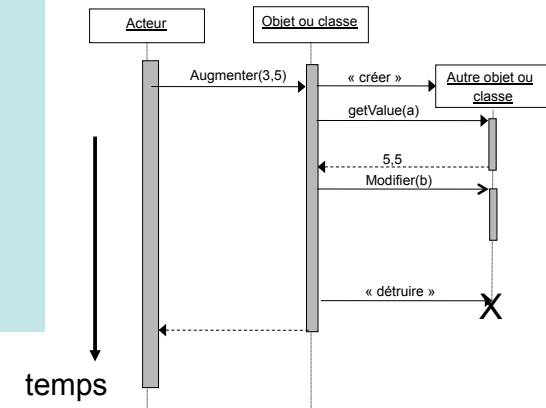 Acteur
Objet ou classe
Augmenter(3,5)
« créer »
Autre objet ou
classe
getValue(a)
5,5
Modifier(b)
« détruire »
X
temps